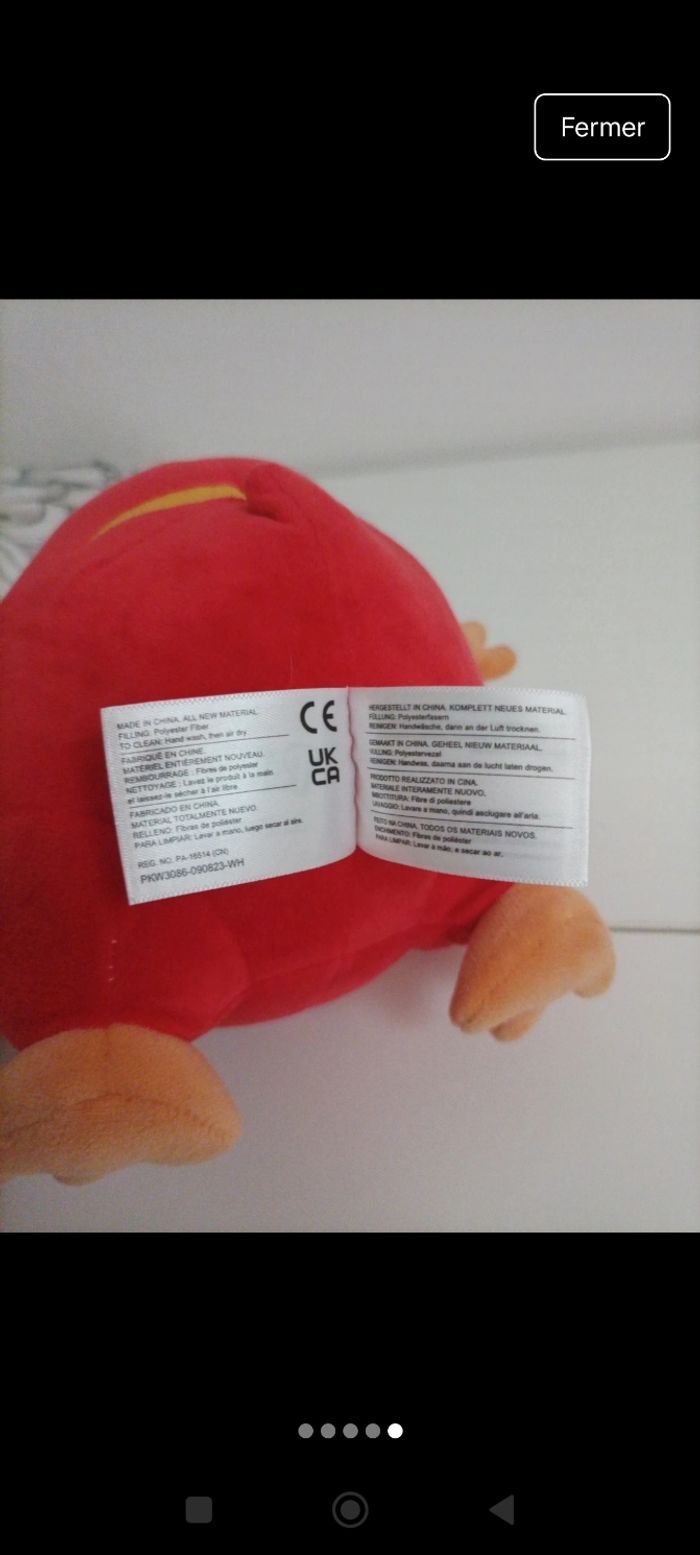 Fermer
MADE IN CHINA. ALL NEW MATERIAL.
FILLING: Polyester Fiber
TO CLEAN: Hand wash, then air dry.
FABRIQUÉ EN CHINE.
MATÉRIEL ENTIÈREMENT NOUVEAU.
REMBOURRAGE : Fibres de polyester
NETTOYAGE : Lavez le produit à la main
et laissez-le sécher à l'air libre.
FABRICADO EN CHINA.
MATERIAL TOTALMENTE NUEVO.
RELLENO: Fibras de poliéster
PARA LIMPIAR: Lavar a mano, luego secar al aire.
REG. NO. PA-16514 (CN)
PKW3086-090823-WH
CE
UK
CA
HERGESTELLT IN CHINA. KOMPLETT NEUES MATERIAL.
FÜLLUNG: Polyesterfasern
REINIGEN: Handwäsche, dann an der Luft trocknen.
GEMAAKT IN CHINA. GEHEEL NIEUW MATERIAAL.
VULLING: Polyestervezel
REINIGEN: Handwas, daarna aan de lucht laten drogen.
PRODOTTO REALIZZATO IN CINA.
MATERIALE INTERAMENTE NUOVO.
IMBOTTITURA: Fibre di poliestere
LAVAGGIO: Lavare a mano, quindi asciugare all'aria.
FEITO NA CHINA. TODOS OS MATERIAIS NOVOS.
ENCHIMENTO: Fibras de poliéster
PARA LIMPAR: Lavar à mão, e secar ao ar.